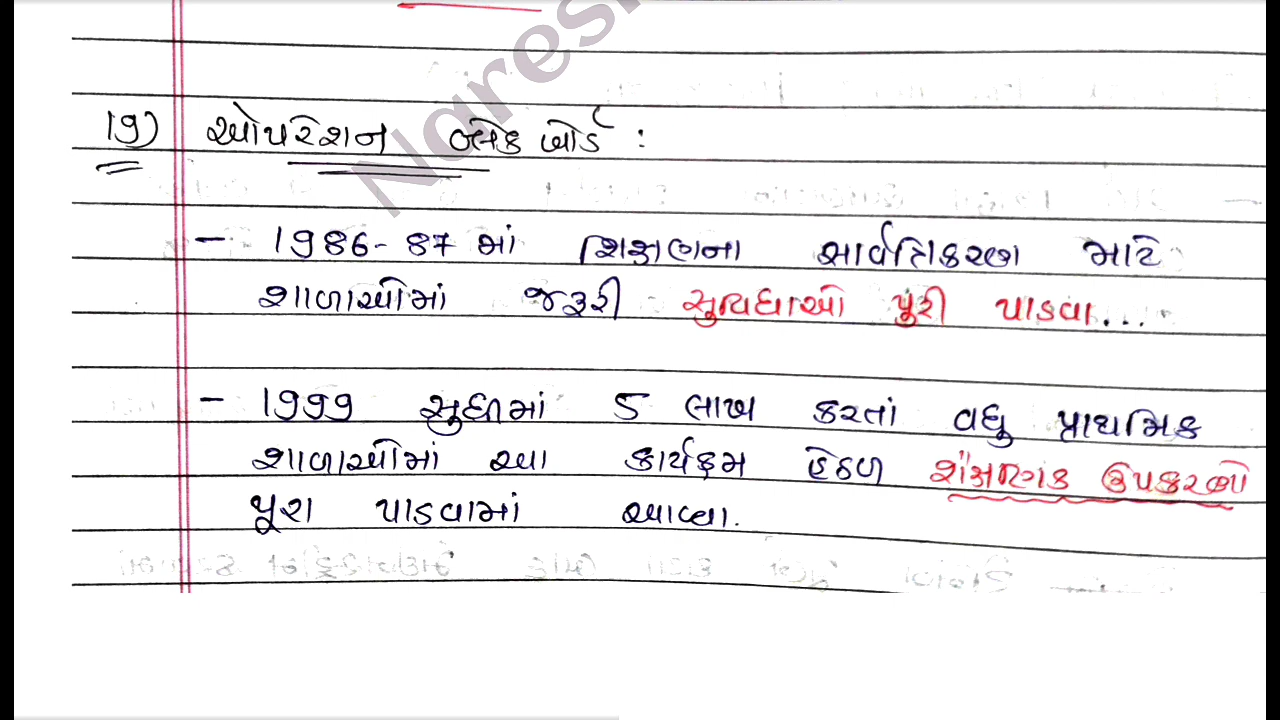 Nares
19) ઓપરેશન બ્લેક બોર્ડ :
- 1986-87 માં શિક્ષણના સાર્વત્રિકરણ માટે
શાળાઓમાં જરૂરી સુવિધાઓ પુરી પાડવા...
- 1999 સુધીમાં 5 લાખ કરતાં વધુ પ્રાથમિક
શાળાઓમાં આ કાર્યક્રમ હેઠળ શૈક્ષણિક ઉપકરણો
પૂરા પાડવામાં આવ્યા.